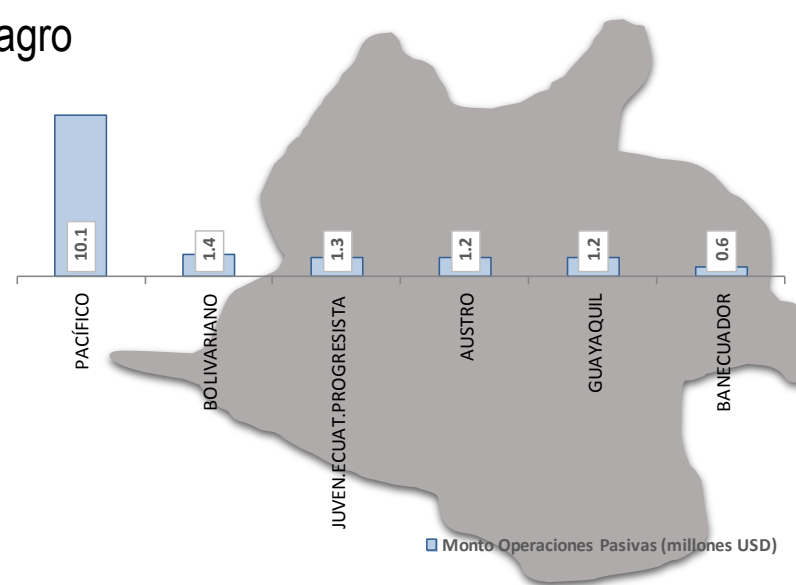 agro
10.1
1.4
1.3
1.2
1.2
0.6
PACÍFICO
BOLIVARIANO
JUVEN.ECUAT.PROGRESISTA
AUSTRO
GUAYAQUIL
BANECUADOR
Monto Operaciones Pasivas (millones USD)